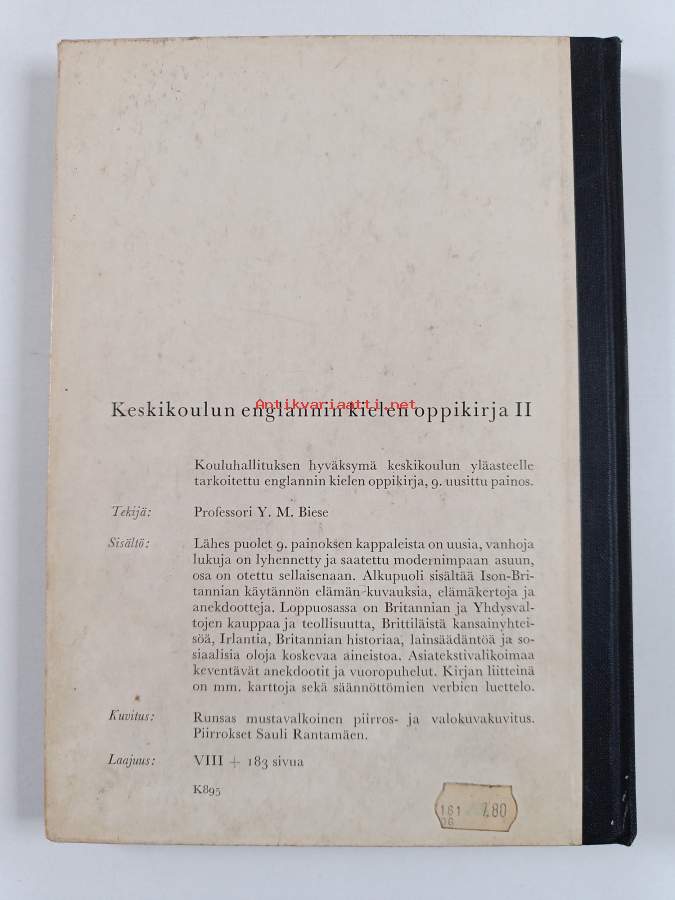 Keskikoulun englannin kielen oppikirja II
Antikvariaatti.net
Kouluhallituksen hyväksymä keskikoulun yläasteelle
tarkoitettu englannin kielen oppikirja, 9. uusittu painos.
Tekijä: Professori Y. M. Biese
Sisältö: Lähes puolet 9. painoksen kappaleista on uusia, vanhoja
lukuja on lyhennetty ja saatettu modernimpaan asuun,
osa on otettu sellaisenaan. Alkupuoli sisältää Ison-Bri-
tannian käytännön elämän kuvauksia, elämäkertoja ja
anekdootteja. Loppuosassa on Britannian ja Yhdysval-
tojen kauppaa ja teollisuutta, Brittiläistä kansainyhtei-
söä, Irlantia, Britannian historiaa, lainsäädäntöä ja so-
siaalisia oloja koskevaa aineistoa. Asiatekstivalikoimaa
keventävät anekdootit ja vuoropuhelut. Kirjan liitteinä
on mm. karttoja sekä säännöttömien verbien luettelo.
Kuvitus: Runsas mustavalkoinen piirros- ja valokuvakuvitus.
Piirrokset Sauli Rantamäen.
Laajuus: VIII + 183 sivua
K895
161
06